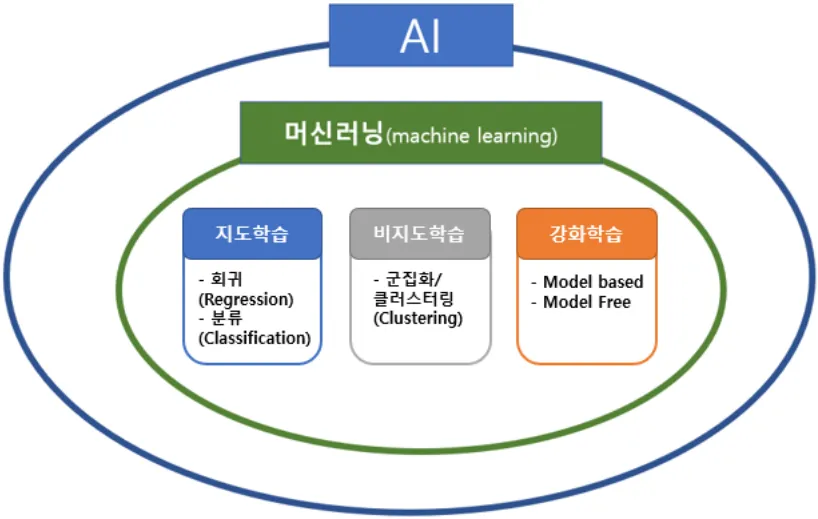 AI
머신러닝(machine learning)
지도학습
- 회귀
(Regression)
- 분류
(Classification)
비지도학습
- 군집화/
클러스터링
(Clustering)
강화학습
- Model based
- Model Free